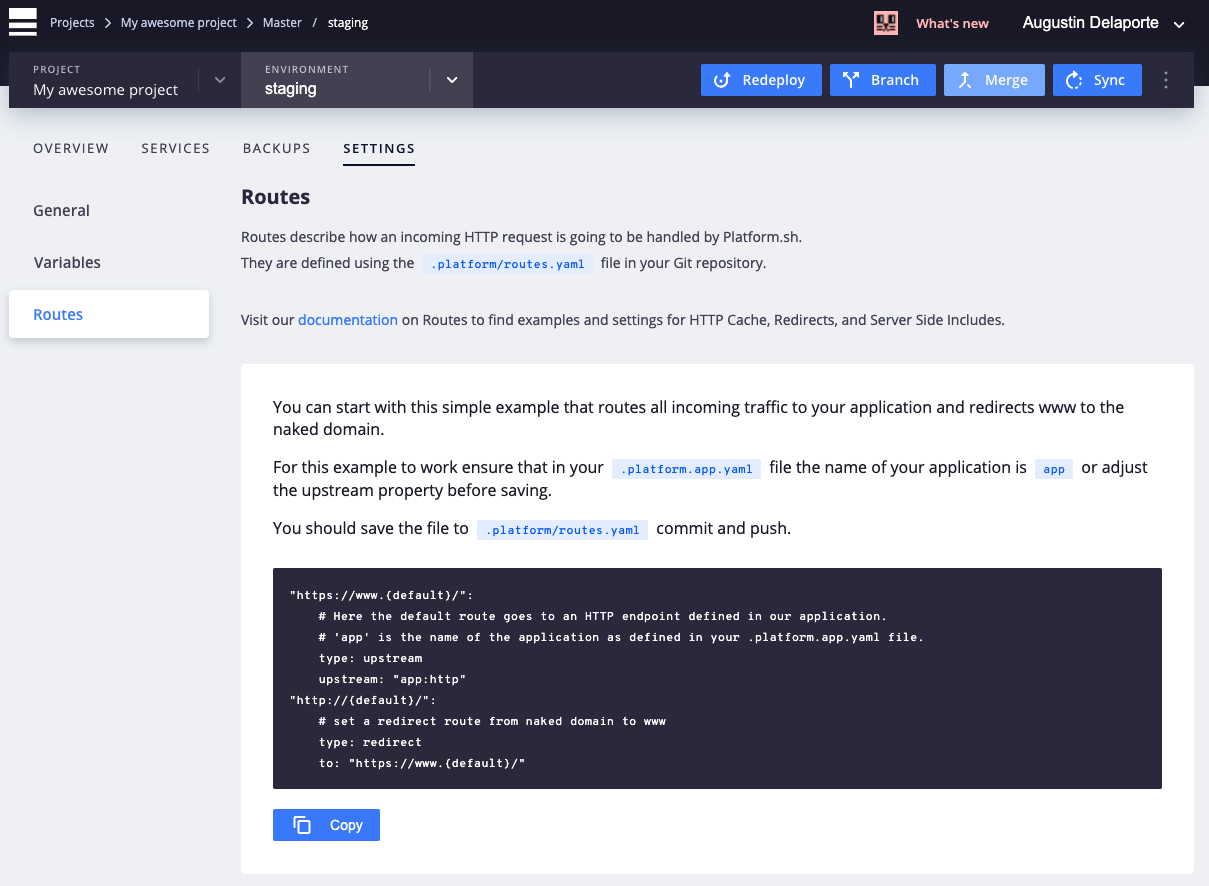 Projects > My awesome project > Master / staging
What's new
Augustin Delaporte
PROJECT
My awesome project
ENVIRONMENT
staging
Redeploy
Branch
Merge
Sync
OVERVIEW
SERVICES
BACKUPS
SETTINGS
General
Variables
Routes
Routes
Routes describe how an incoming HTTP request is going to be handled by Platform.sh.
They are defined using the .platform/routes.yaml file in your Git repository.
Visit our documentation on Routes to find examples and settings for HTTP Cache, Redirects, and Server Side Includes.
You can start with this simple example that routes all incoming traffic to your application and redirects www to the
naked domain.
For this example to work ensure that in your .platform.app.yaml file the name of your application is app or adjust
the upstream property before saving.
You should save the file to .platform/routes.yaml commit and push.
"https://www.{default}/":
    # Here the default route goes to an HTTP endpoint defined in our application.
    # 'app' is the name of the application as defined in your .platform.app.yaml file.
    type: upstream
    upstream: "app:http"
"http://{default}/":
    # set a redirect route from naked domain to www
    type: redirect
    to: "https://www.{default}/"
Copy